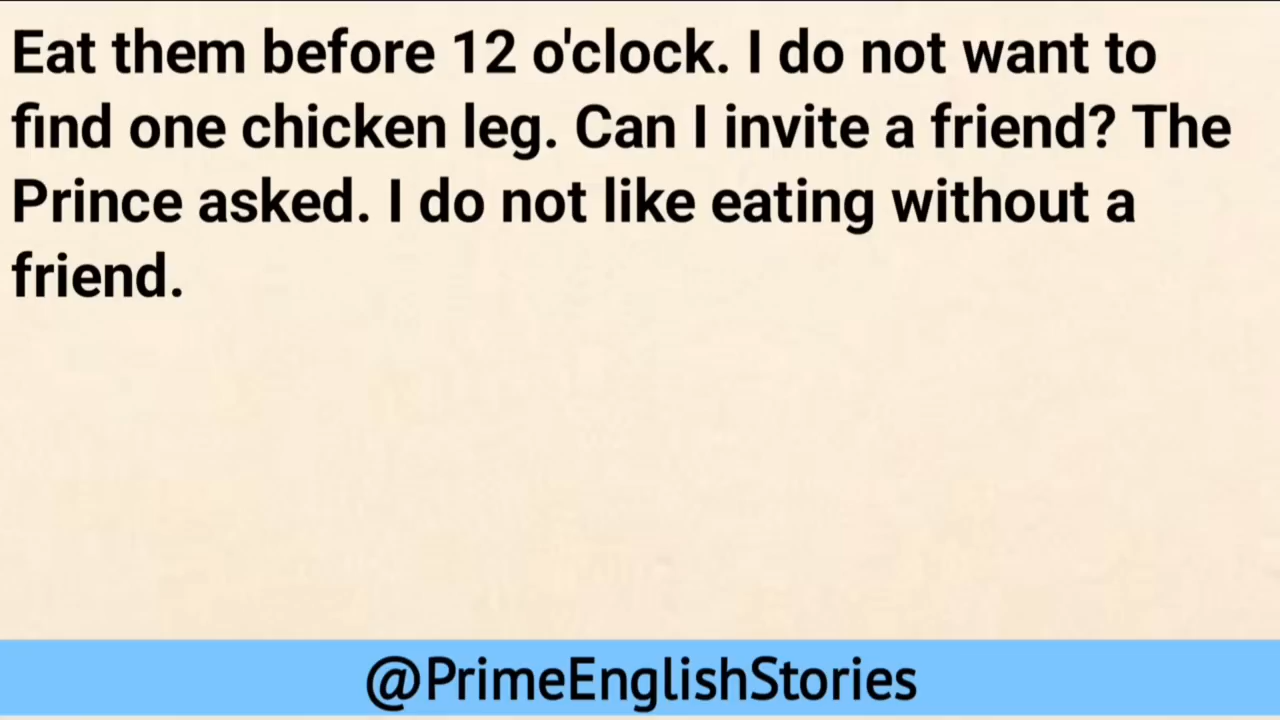 Eat them before 12 o'clock. I do not want to
find one chicken leg. Can I invite a friend? The
Prince asked. I do not like eating without a
friend.
@PrimeEnglishStories